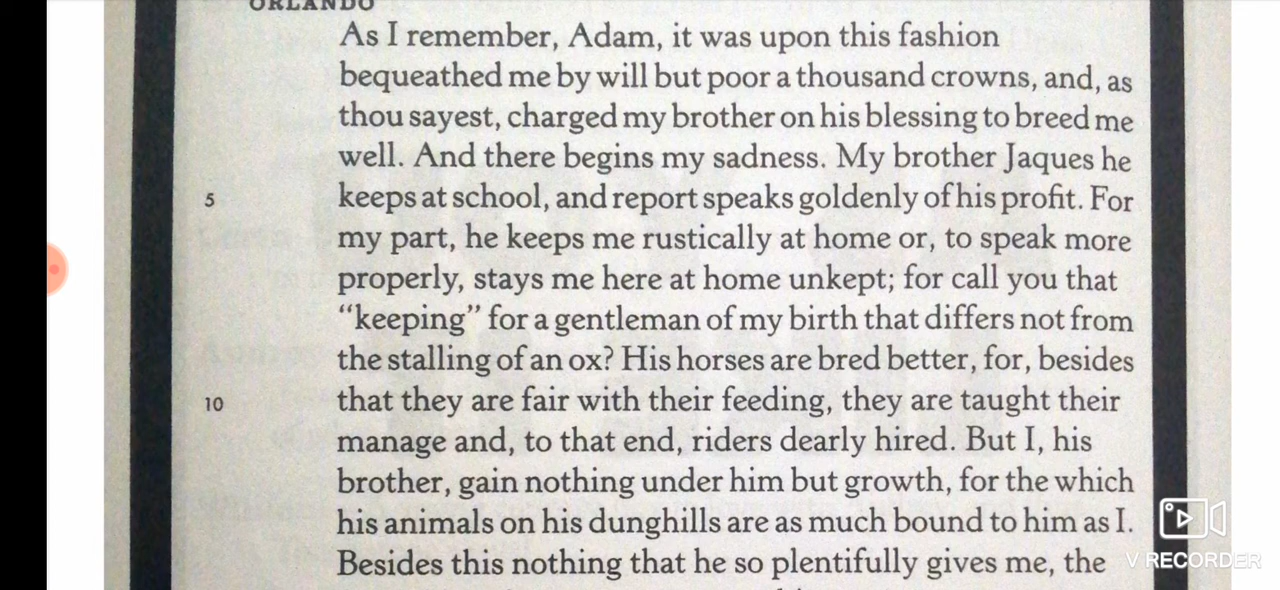 ORLANDO
As I remember, Adam, it was upon this fashion
bequeathed me by will but poor a thousand crowns, and, as
thou sayest, charged my brother on his blessing to breed me
well. And there begins my sadness. My brother Jaques he
5 keeps at school, and report speaks goldenly of his profit. For
my part, he keeps me rustically at home or, to speak more
properly, stays me here at home unkept; for call you that
“keeping” for a gentleman of my birth that differs not from
the stalling of an ox? His horses are bred better, for, besides
10 that they are fair with their feeding, they are taught their
manage and, to that end, riders dearly hired. But I, his
brother, gain nothing under him but growth, for the which
his animals on his dunghills are as much bound to him as I.
Besides this nothing that he so plentifully gives me, the
V RECORDER